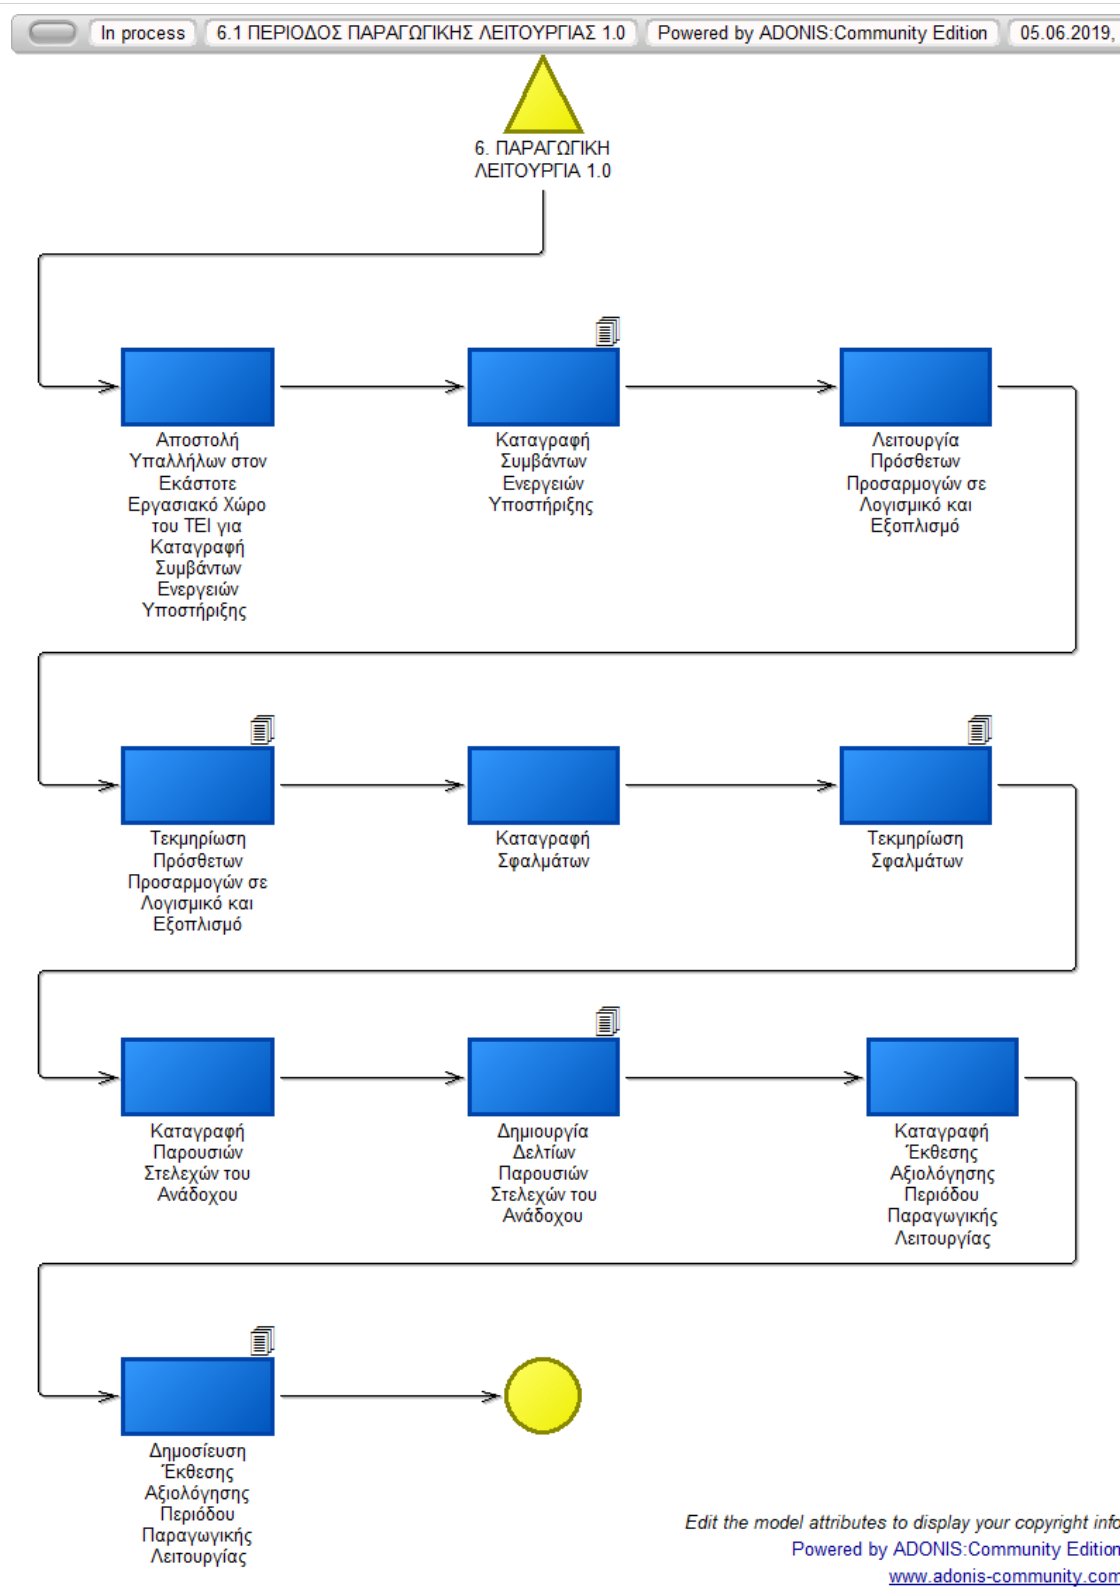 In process 6.1 ΠΕΡΙΟΔΟΣ ΠΑΡΑΓΩΓΙΚΗΣ ΛΕΙΤΟΥΡΓΙΑΣ 1.0 Powered by ADONIS:Community Edition 05.06.2019,
6. ΠΑΡΑΓΩΓΙΚΗ
ΛΕΙΤΟΥΡΓΙΑ 1.0
Αποστολή
Υπαλλήλων στον
Εκάστοτε
Εργασιακό Χώρο
του ΤΕΙ για
Καταγραφή
Συμβάντων
Ενεργειών
Υποστήριξης
Καταγραφή
Συμβάντων
Ενεργειών
Υποστήριξης
Λειτουργία
Πρόσθετων
Προσαρμογών σε
Λογισμικό και
Εξοπλισμό
Τεκμηρίωση
Πρόσθετων
Προσαρμογών σε
Λογισμικό και
Εξοπλισμό
Καταγραφή
Σφαλμάτων
Τεκμηρίωση
Σφαλμάτων
Καταγραφή
Παρουσιών
Στελεχών του
Ανάδοχου
Δημιουργία
Δελτίων
Παρουσιών
Στελεχών του
Ανάδοχου
Καταγραφή
Έκθεσης
Αξιολόγησης
Περιόδου
Παραγωγικής
Λειτουργίας
Δημοσίευση
Έκθεσης
Αξιολόγησης
Περιόδου
Παραγωγικής
Λειτουργίας
Edit the model attributes to display your copyright info
Powered by ADONIS:Community Edition
www.adonis-community.com